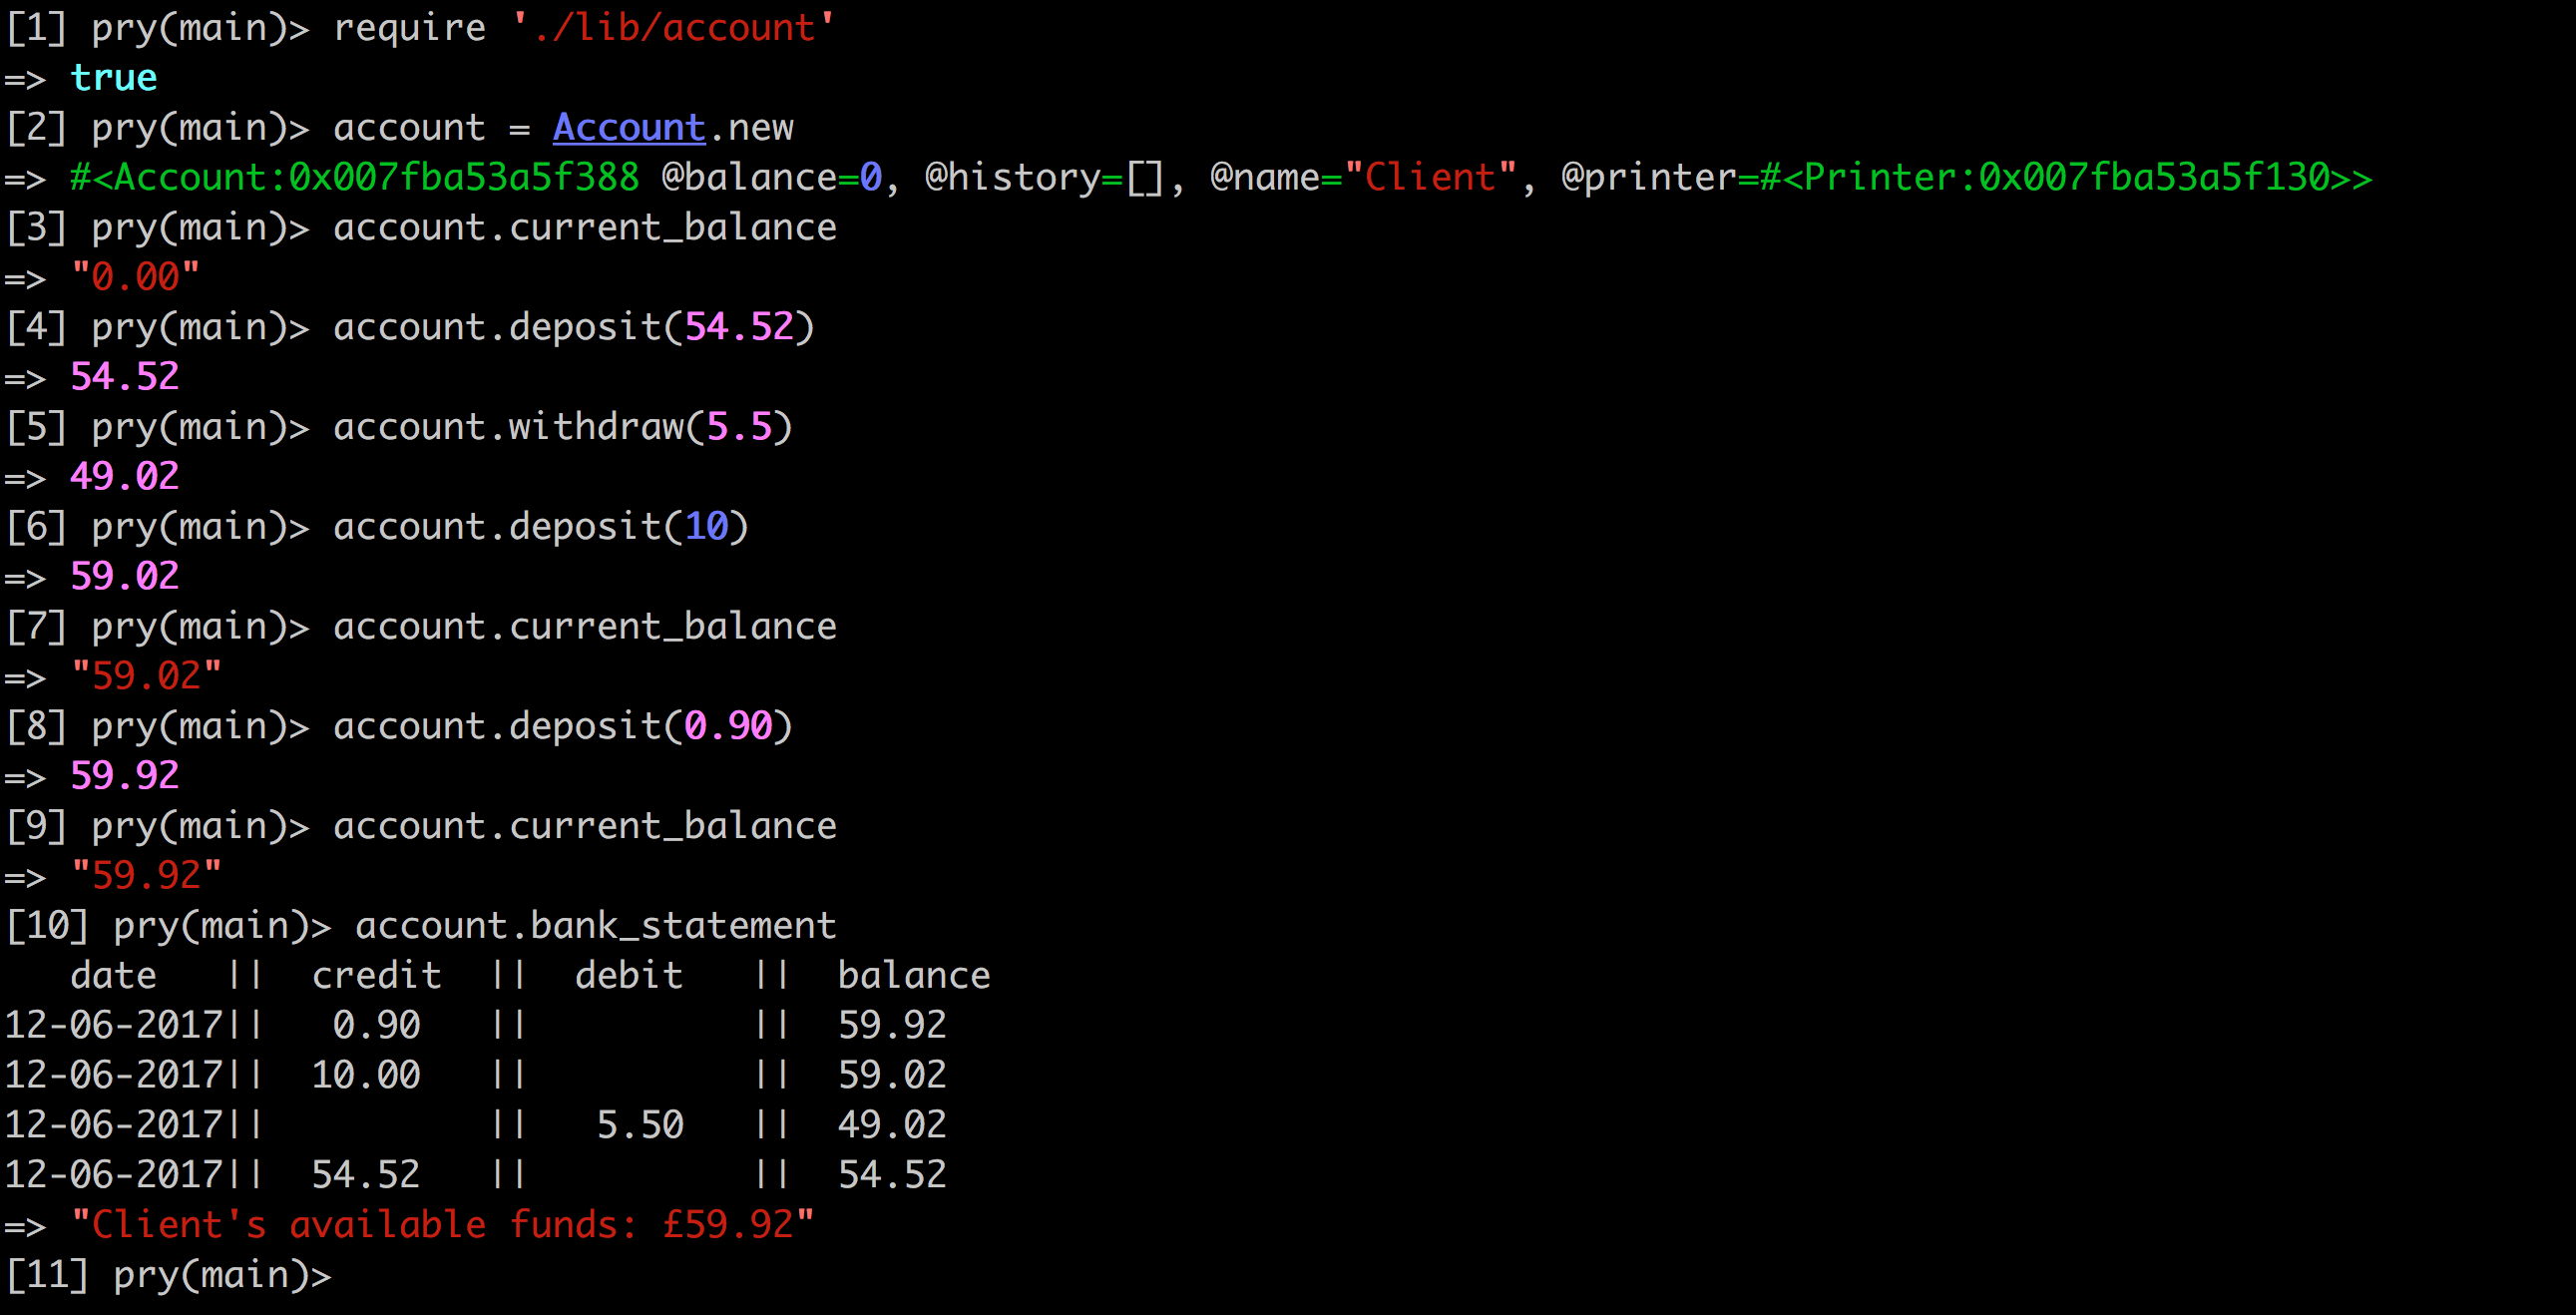 [1] pry(main)> require './lib/account'
=> true
[2] pry(main)> account = Account.new
=> #<Account:0x007fba53a5f388 @balance=0, @history=[], @name="Client", @printer=#<Printer:0x007fba53a5f130>>
[3] pry(main)> account.current_balance
=> "0.00"
[4] pry(main)> account.deposit(54.52)
=> 54.52
[5] pry(main)> account.withdraw(5.5)
=> 49.02
[6] pry(main)> account.deposit(10)
=> 59.02
[7] pry(main)> account.current_balance
=> "59.02"
[8] pry(main)> account.deposit(0.90)
=> 59.92
[9] pry(main)> account.current_balance
=> "59.92"
[10] pry(main)> account.bank_statement
   date   ||  credit  ||  debit   ||  balance
12-06-2017||   0.90   ||          ||  59.92
12-06-2017||  10.00   ||          ||  59.02
12-06-2017||          ||   5.50   ||  49.02
12-06-2017||  54.52   ||          ||  54.52
=> "Client's available funds: £59.92"
[11] pry(main)>